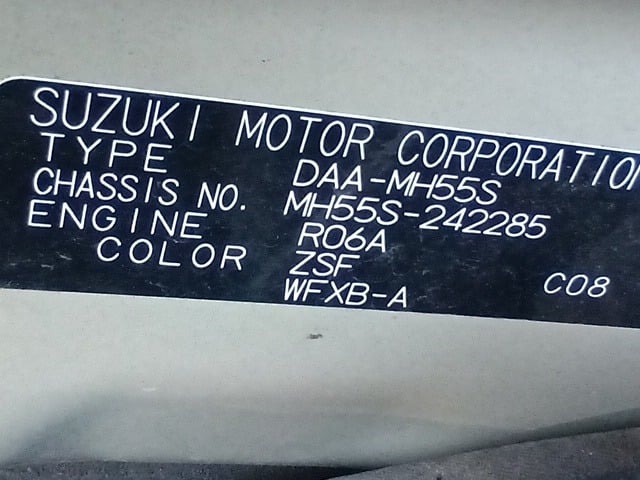 SUZUKI MOTOR CORPORATION
TYPE DAA-MH55S
CHASSIS NO. MH55S-242285
ENGINE R06A
COLOR ZSF C08
WFXB-A